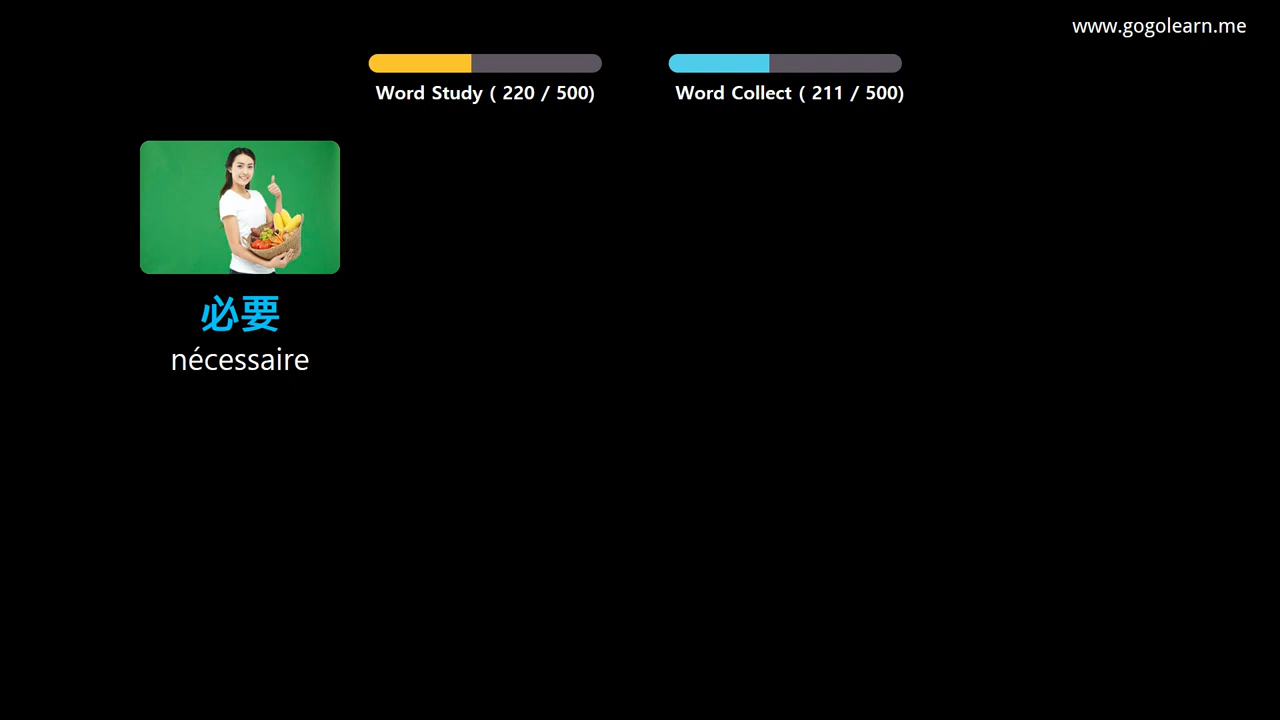 www.gogolearn.me
Word Study ( 220 / 500)
Word Collect ( 211 / 500)
必要
nécessaire